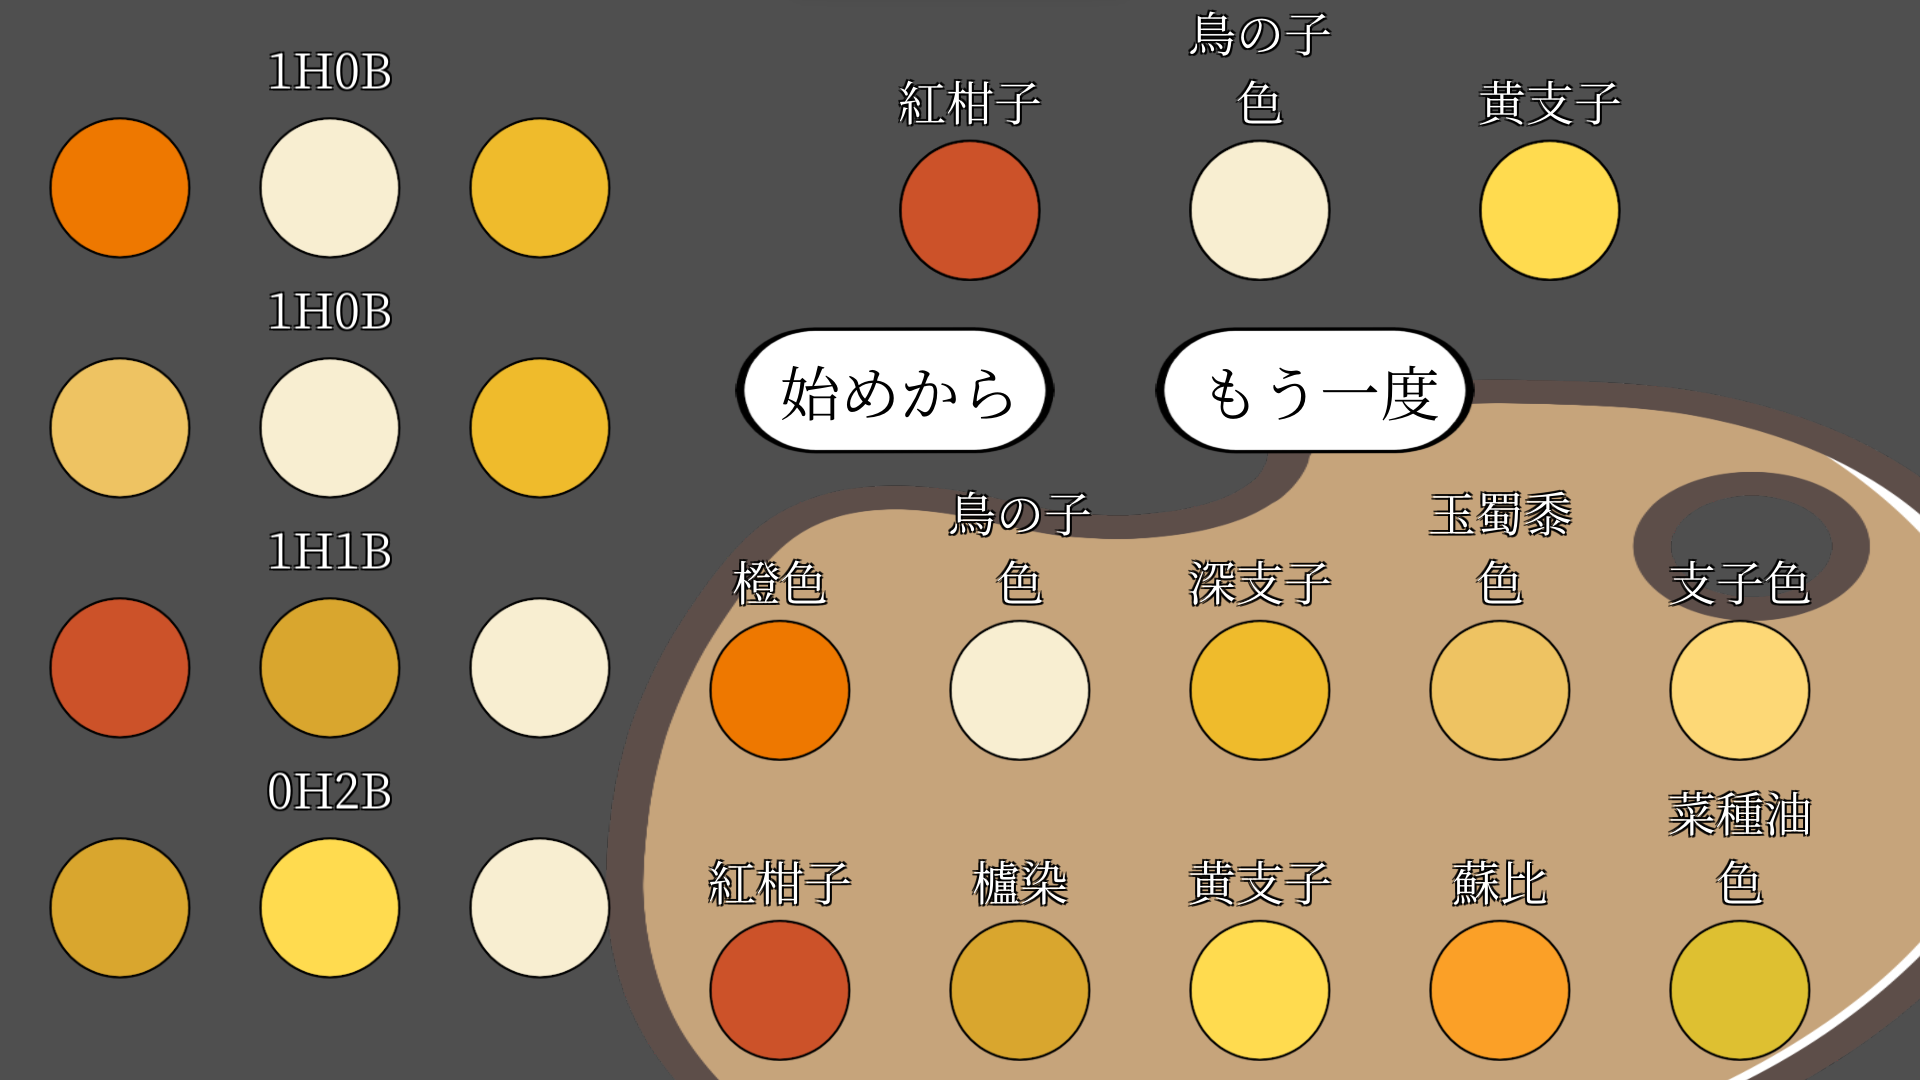 1H0B
1H0B
1H1B
0H2B
紅柑子
鳥の子
色
黄支子
始めから
もう一度
橙色
鳥の子
色
深支子
玉蜀黍
色
支子色
紅柑子
櫨染
黄支子
蘇比
菜種油
色